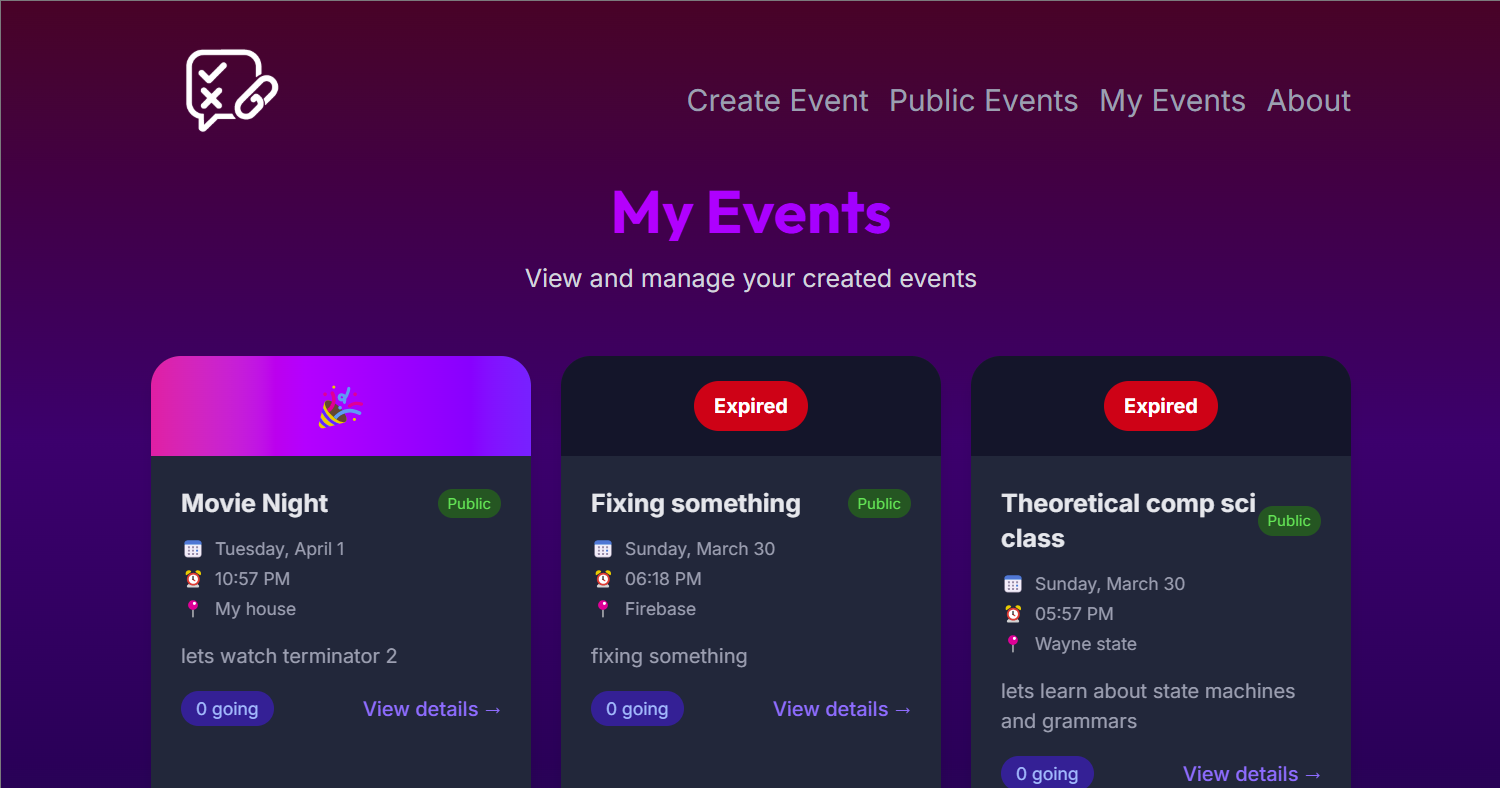 Create Event Public Events My Events About
My Events
View and manage your created events
Movie Night Public
Tuesday, April 1
10:57 PM
My house
lets watch terminator 2
0 going View details →
Expired
Fixing something Public
Sunday, March 30
06:18 PM
Firebase
fixing something
0 going View details →
Expired
Theoretical comp sci
class
Public
Sunday, March 30
05:57 PM
Wayne state
lets learn about state machines
and grammars
0 going View details →